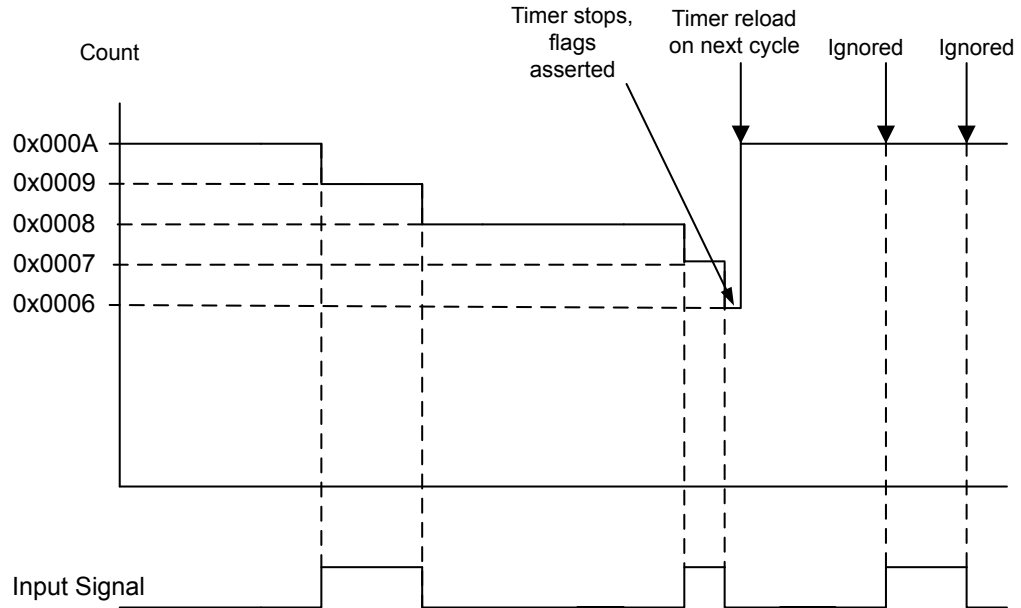 Timer stops,
flags
asserted
Timer reload
on next cycle
Ignored
Ignored
Count
0x000A
0x0009
0x0008
0x0007
0x0006
Input Signal